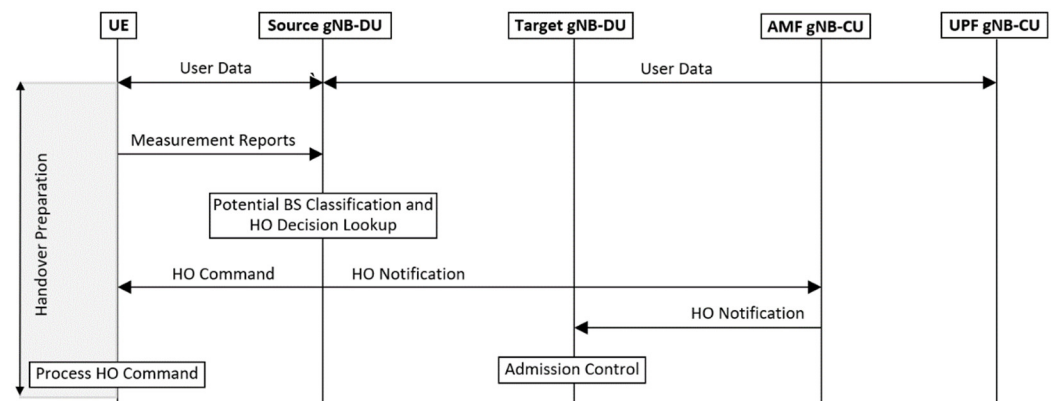 UE
Source gNB-DU
Target gNB-DU
AMF gNB-CU
UPF gNB-CU
User Data
User Data
Measurement Reports
Handover Preparation
Potential BS Classification and
HO Decision Lookup
HO Command
HO Notification
HO Notification
Process HO Command
Admission Control